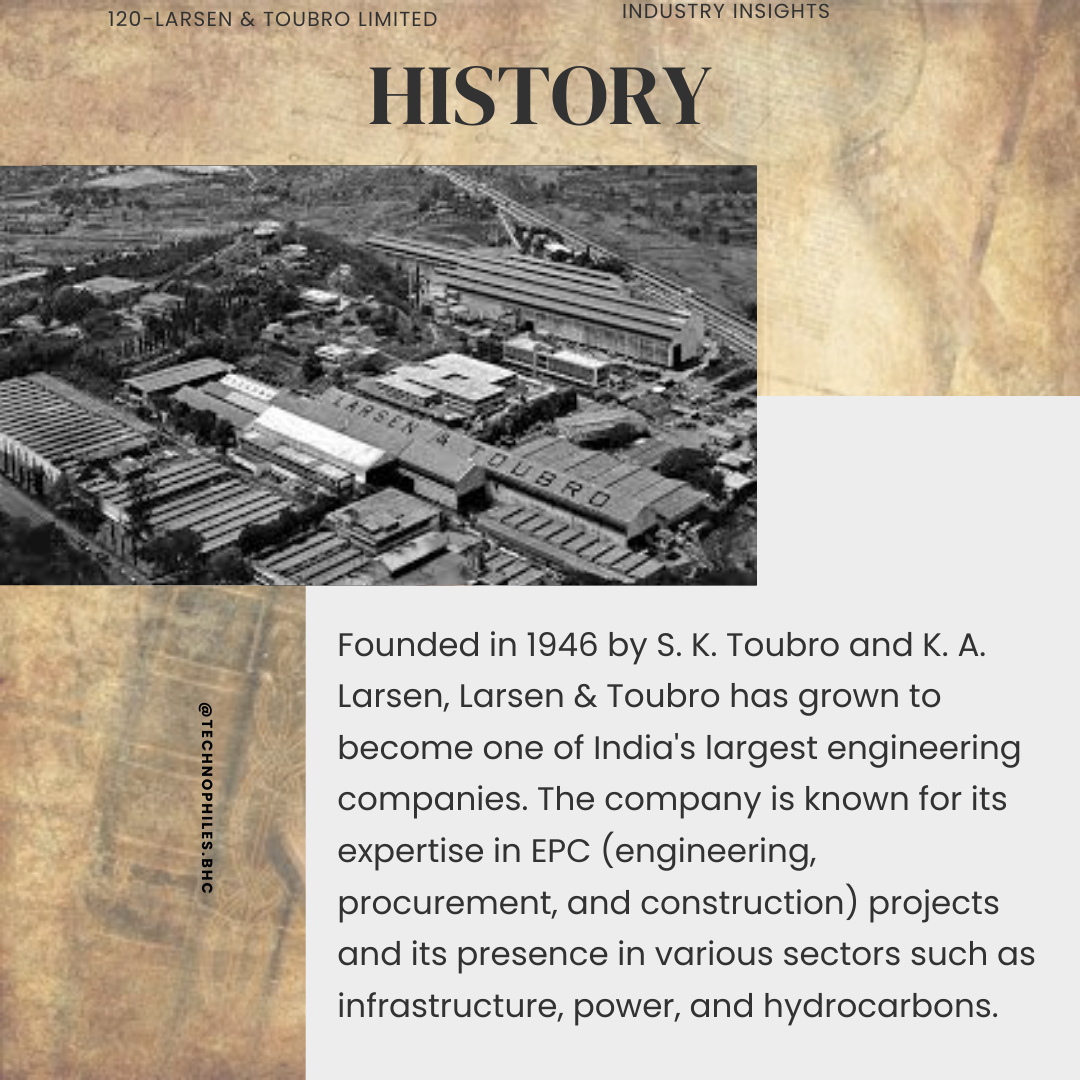 120-LARSEN & TOUBRO LIMITED
INDUSTRY INSIGHTS
HISTORY
LARSEN &
TOUBRO
Founded in 1946 by S. K. Toubro and K. A.
Larsen, Larsen & Toubro has grown to
become one of India's largest engineering
companies. The company is known for its
expertise in EPC (engineering,
procurement, and construction) projects
and its presence in various sectors such as
infrastructure, power, and hydrocarbons.
@TECHNOPHILES.BHC